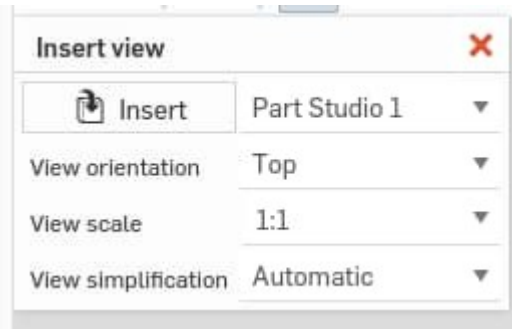 Insert view
Insert Part Studio 1
View orientation Top
View scale 1:1
View simplification Automatic